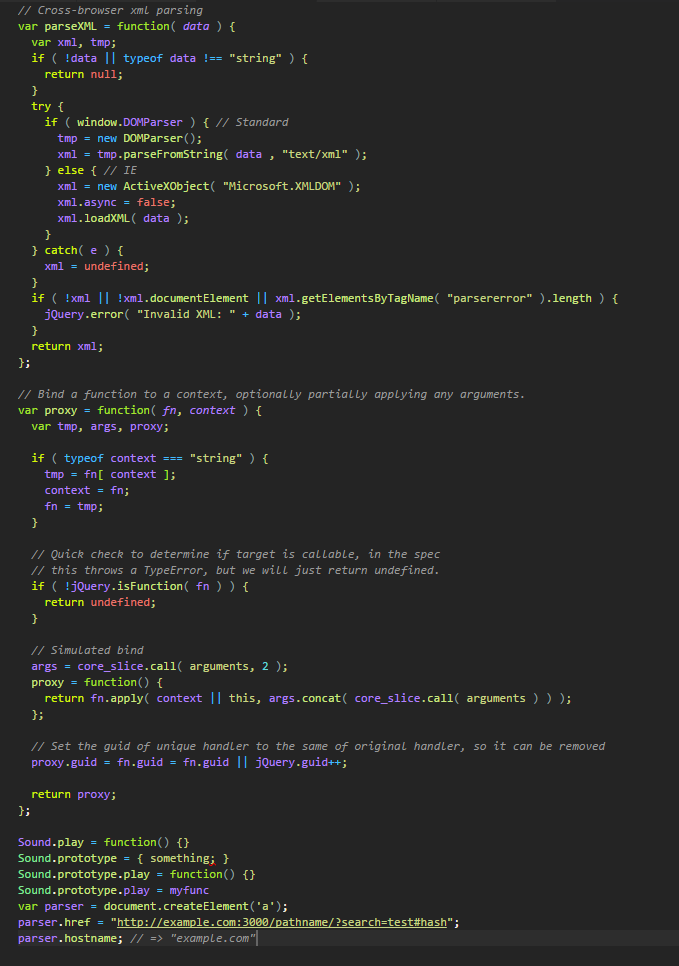 // Cross-browser xml parsing
var parseXML = function( data ) {
  var xml, tmp;
  if ( !data || typeof data !== "string" ) {
    return null;
  }
  try {
    if ( window.DOMParser ) { // Standard
      tmp = new DOMParser();
      xml = tmp.parseFromString( data , "text/xml" );
    } else { // IE
      xml = new ActiveXObject( "Microsoft.XMLDOM" );
      xml.async = false;
      xml.loadXML( data );
    }
  } catch( e ) {
    xml = undefined;
  }
  if ( !xml || !xml.documentElement || xml.getElementsByTagName( "parsererror" ).length ) {
    jQuery.error( "Invalid XML: " + data );
  }
  return xml;
};

// Bind a function to a context, optionally partially applying any arguments.
var proxy = function( fn, context ) {
  var tmp, args, proxy;

  if ( typeof context === "string" ) {
    tmp = fn[ context ];
    context = fn;
    fn = tmp;
  }

  // Quick check to determine if target is callable, in the spec
  // this throws a TypeError, but we will just return undefined.
  if ( !jQuery.isFunction( fn ) ) {
    return undefined;
  }

  // Simulated bind
  args = core_slice.call( arguments, 2 );
  proxy = function() {
    return fn.apply( context || this, args.concat( core_slice.call( arguments ) ) );
  };

  // Set the guid of unique handler to the same of original handler, so it can be removed
  proxy.guid = fn.guid = fn.guid || jQuery.guid++;

  return proxy;
};

Sound.play = function() {}
Sound.prototype = { something; }
Sound.prototype.play = function() {}
Sound.prototype.play = myfunc
var parser = document.createElement('a');
parser.href = "http://example.com:3000/pathname/?search=test#hash";
parser.hostname; // => "example.com"